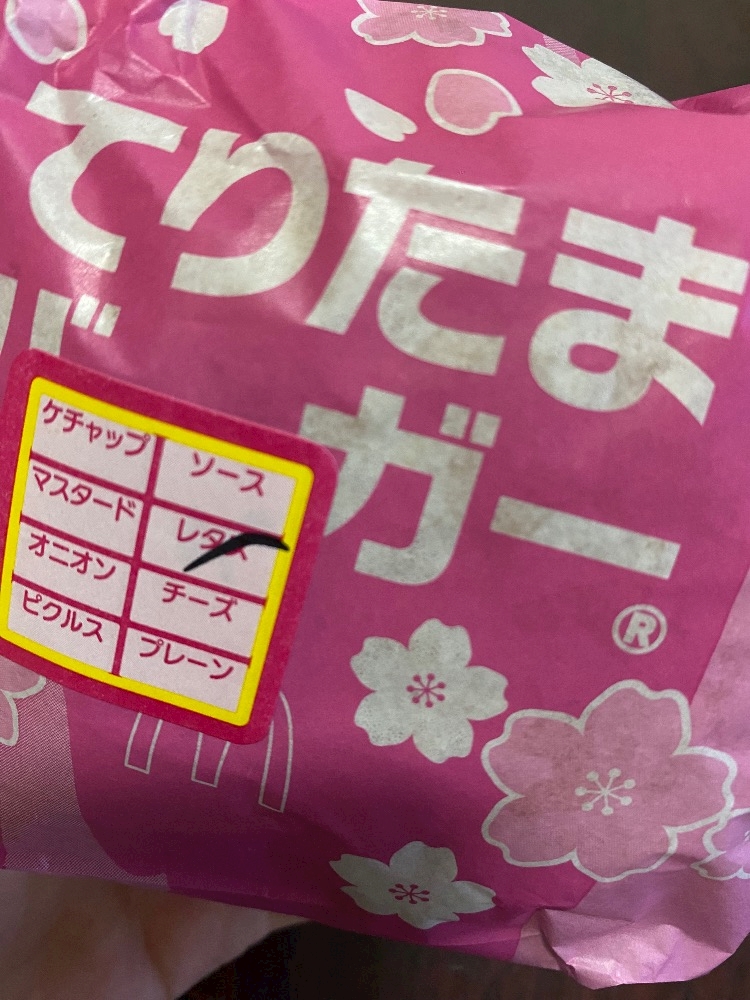 てりたま
バ
ガー
®
ケチャップ
ソース
マスタード
レタス
オニオン
チーズ
ピクルス
プレーン